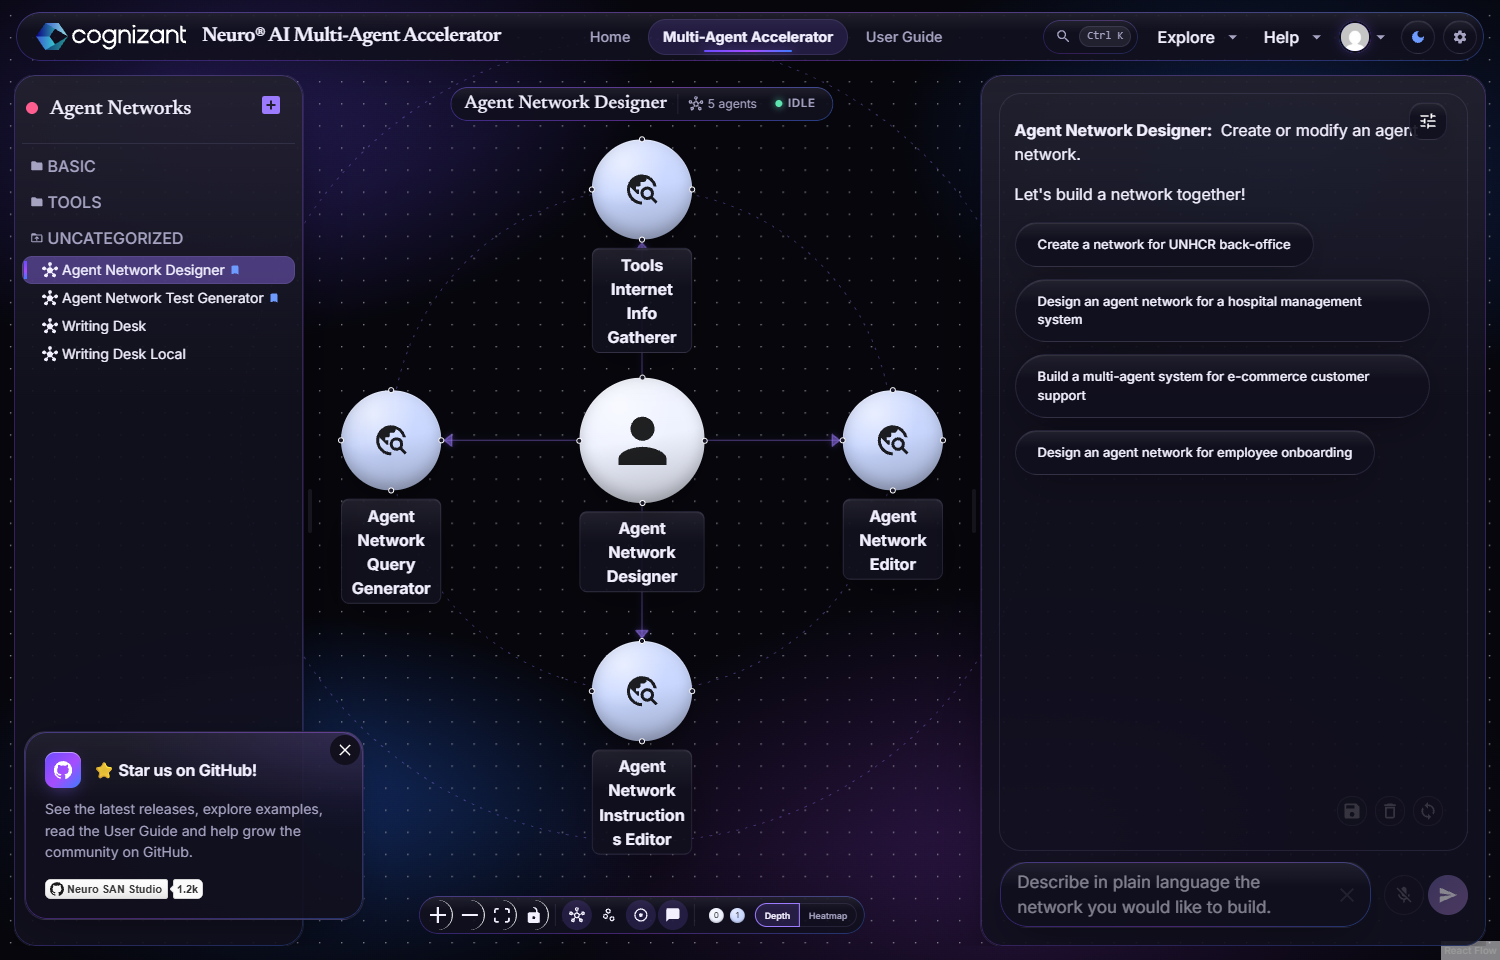 cognizant
Neuro® AI Multi-Agent Accelerator
Home
Multi-Agent Accelerator
User Guide
Ctrl K
Explore
Help
Agent Networks
BASIC
TOOLS
UNCATEGORIZED
Agent Network Designer
Agent Network Test Generator
Writing Desk
Writing Desk Local
Agent Network Designer
5 agents
IDLE
Tools
Internet
Info
Gatherer
Agent
Network
Query
Generator
Agent
Network
Designer
Agent
Network
Editor
Agent
Network
Instruction
s Editor
Agent Network Designer: Create or modify an agen
network.
Let's build a network together!
Create a network for UNHCR back-office
Design an agent network for a hospital management
system
Build a multi-agent system for e-commerce customer
support
Design an agent network for employee onboarding
Star us on GitHub!
See the latest releases, explore examples,
read the User Guide and help grow the
community on GitHub.
Neuro SAN Studio
1.2k
0
1
Depth
Heatmap
Describe in plain language the
network you would like to build.
React Flow